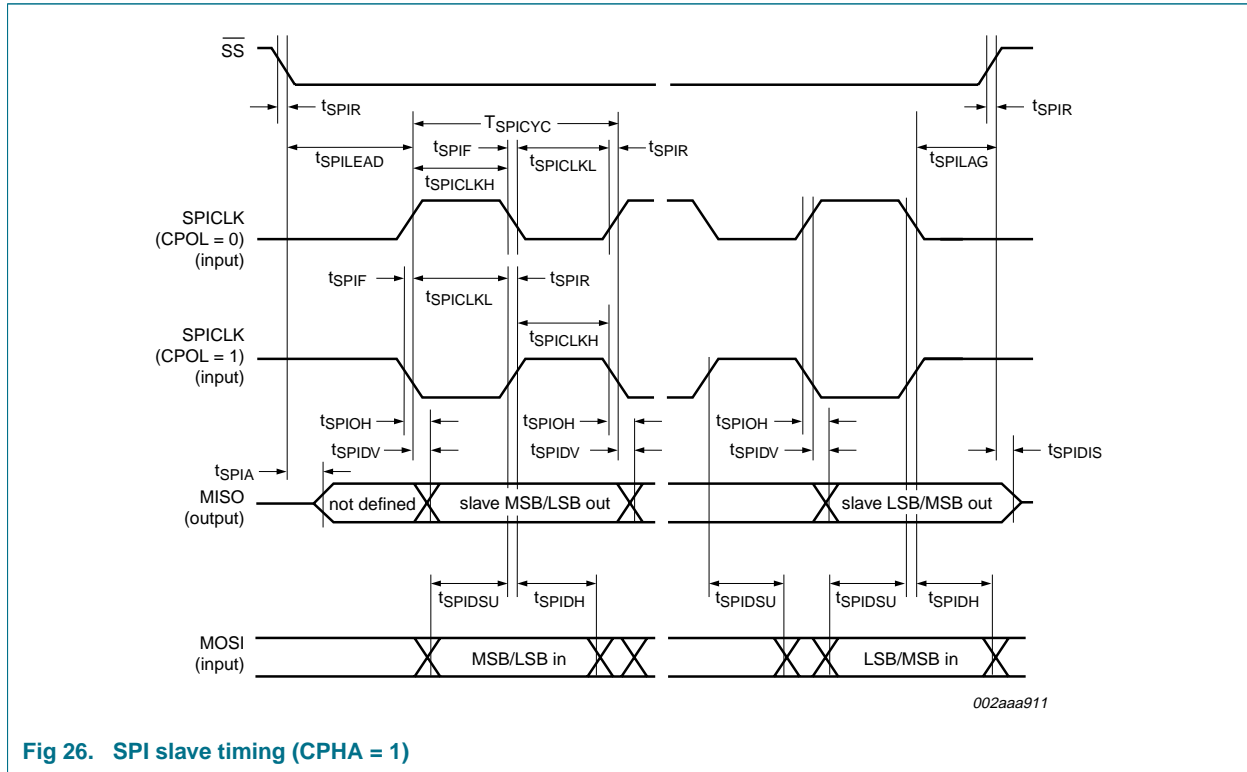 SS
tSPIR
tSPIR
TSPICYC
tSPIF
tSPICLKL
tSPIR
tSPILEAD
tSPILAG
tSPICLKH
SPICLK
(CPOL = 0)
(input)
tSPIF
tSPIR
tSPICLKL
tSPICLKH
SPICLK
(CPOL = 1)
(input)
tSPIOH
tSPIOH
tSPIOH
tSPIDV
tSPIDV
tSPIDV
tSPIDIS
tSPIA
MISO
(output)
not defined
slave MSB/LSB out
slave LSB/MSB out
tSPIDSU
tSPIDH
tSPIDSU
tSPIDSU
tSPIDH
MOSI
(input)
MSB/LSB in
LSB/MSB in
002aaa911
Fig 26. SPI slave timing (CPHA = 1)